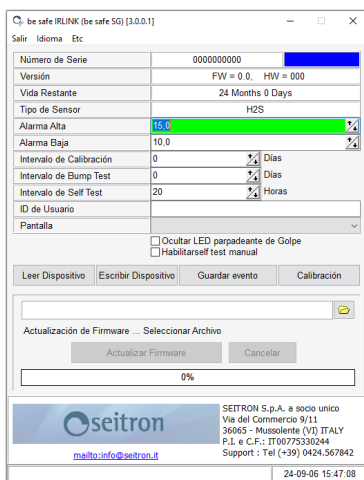 be safe IRLINK (be safe SG) [3.0.0.1]
Salir Idioma Etc
Número de Serie 0000000000
Versión FW = 0.0, HW = 000
Vida Restante 24 Months 0 Days
Tipo de Sensor H2S
Alarma Alta 15,0
Alarma Baja 10,0
Intervalo de Calibración 0 Días
Intervalo de Bump Test 0 Días
Intervalo de Self Test 20 Horas
ID de Usuario
Pantalla
Ocultar LED parpadeante de Golpe
Habilitarself test manual
Leer Dispositivo Escribir Dispositivo Guardar evento Calibración
Actualización de Firmware ... Seleccionar Archivo
Actualizar Firmware Cancelar
0%
seitron
mailto:info@seitron.it
SEITRON S.p.A. a socio unico
Via del Commercio 9/11
36065 - Mussolente (VI) ITALY
P.I. e C.F.: IT00775330244
Support : Tel (+39) 0424.567842
24-09-06 15:47:08